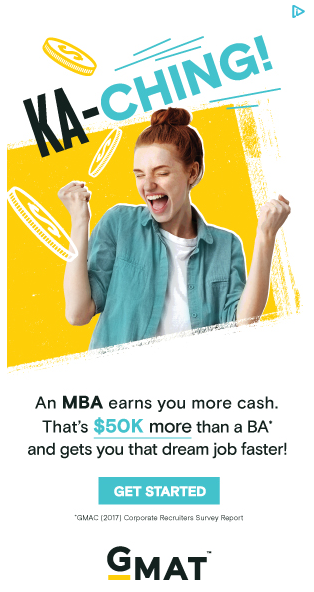 KA-CHING!
An MBA earns you more cash.
That's $50K more than a BA*
and gets you that dream job faster!
GET STARTED
*GMAC (2017) Corporate Recruiters Survey Report
GMAT™